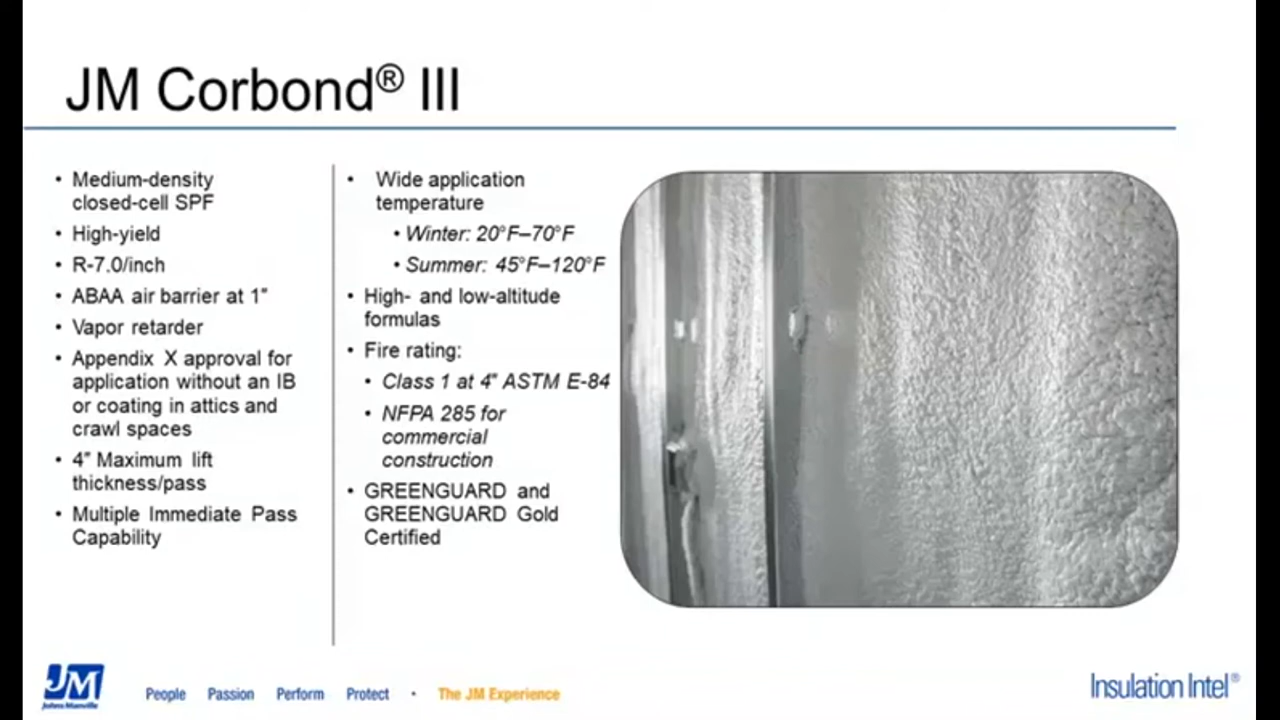 JM Corbond® III
• Medium-density
closed-cell SPF
• High-yield
• R-7.0/inch
• ABAA air barrier at 1″
• Vapor retarder
• Appendix X approval for
application without an IB
or coating in attics and
crawl spaces
• 4″ Maximum lift
thickness/pass
• Multiple Immediate Pass
Capability
• Wide application
temperature
• Winter: 20°F–70°F
• Summer: 45°F–120°F
• High- and low-altitude
formulas
• Fire rating:
• Class 1 at 4″ ASTM E-84
• NFPA 285 for
commercial
construction
• GREENGUARD and
GREENGUARD Gold
Certified
JM
Johns Manville
People Passion Perform Protect · The JM Experience
Insulation Intel®